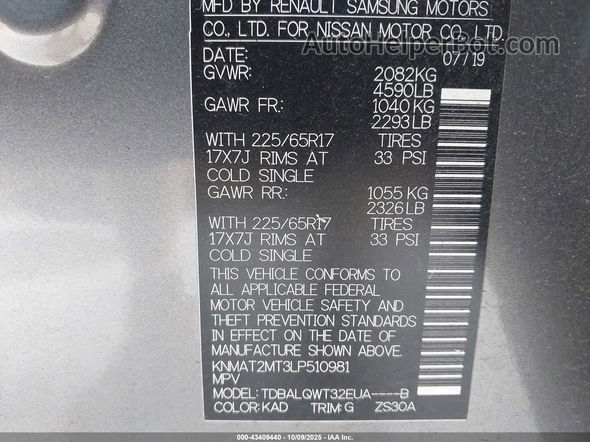 MFD BY RENAULT SAMSUNG MOTORS
CO., LTD. FOR NISSAN MOTOR CO., LTD.
AutoHelperBot.com
DATE: 07/19
GVWR: 2082KG
4590LB
GAWR FR: 1040 KG
2293LB
WITH 225/65R17 TIRES
17X7J RIMS AT 33 PSI
COLD SINGLE
GAWR RR: 1055 KG
2326LB
WITH 225/65R17 TIRES
17X7J RIMS AT 33 PSI
COLD SINGLE
THIS VEHICLE CONFORMS TO
ALL APPLICABLE FEDERAL
MOTOR VEHICLE SAFETY AND
THEFT PREVENTION STANDARDS
IN EFFECT ON THE DATE OF
MANUFACTURE SHOWN ABOVE.
KNMAT2MT3LP510981
MPV
MODEL: TDBALQWT32EUA----B
COLOR: KAD TRIM: G ZS30A
000-43409440 - 10/09/2025 - IAAI.COM